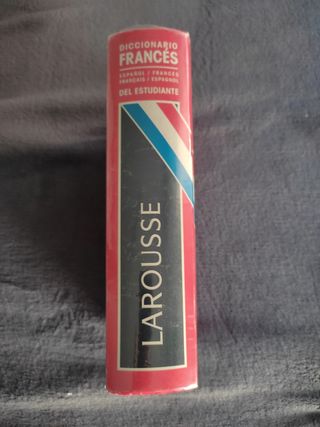 DICCIONARIO
FRANCÉS
ESPAÑOL / FRANCÉS
FRANÇAIS / ESPAGNOL
DEL ESTUDIANTE
LAROUSSE